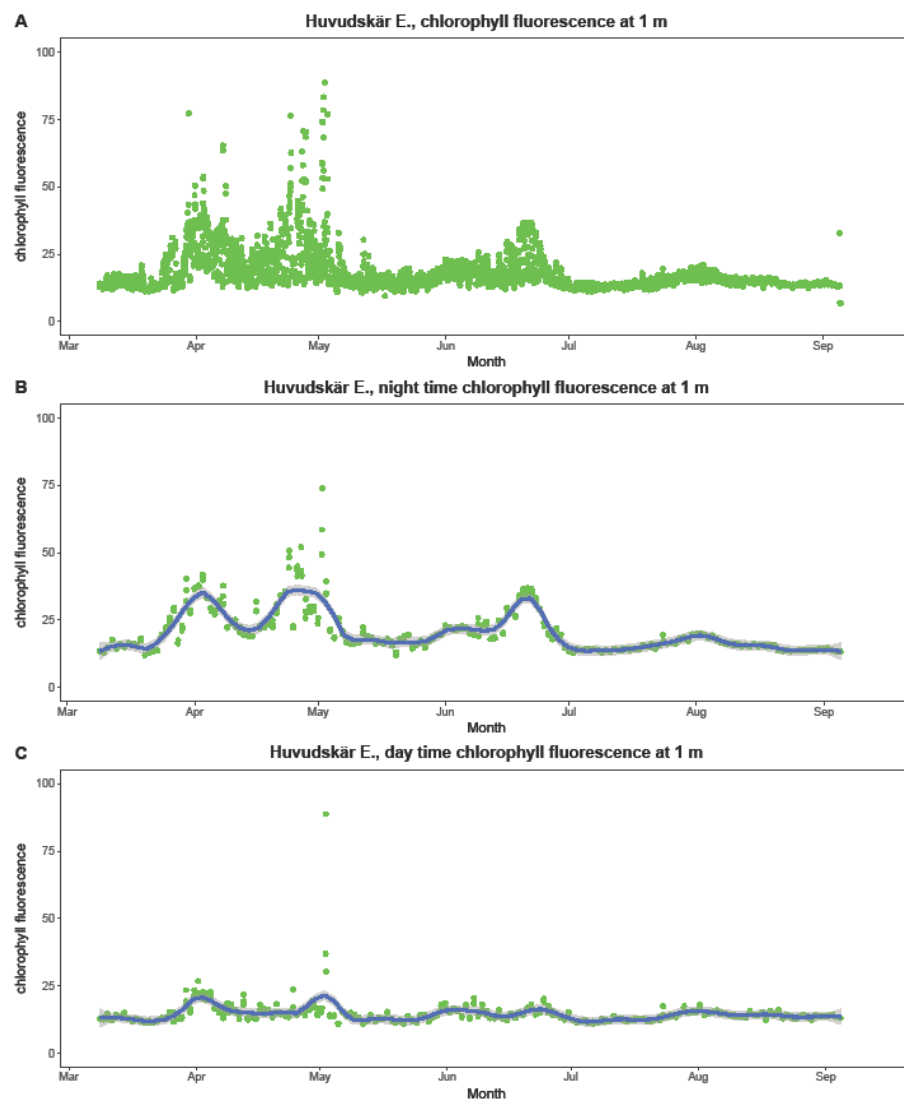 A
Huvudskär E., chlorophyll fluorescence at 1 m
100
75
50
25
0
chlorophyll fluorescence
Mar Apr May Jun Jul Aug Sep
Month
B
Huvudskär E., night time chlorophyll fluorescence at 1 m
100
75
50
25
0
chlorophyll fluorescence
Mar Apr May Jun Jul Aug Sep
Month
C
Huvudskär E., day time chlorophyll fluorescence at 1 m
100
75
50
25
0
chlorophyll fluorescence
Mar Apr May Jun Jul Aug Sep
Month